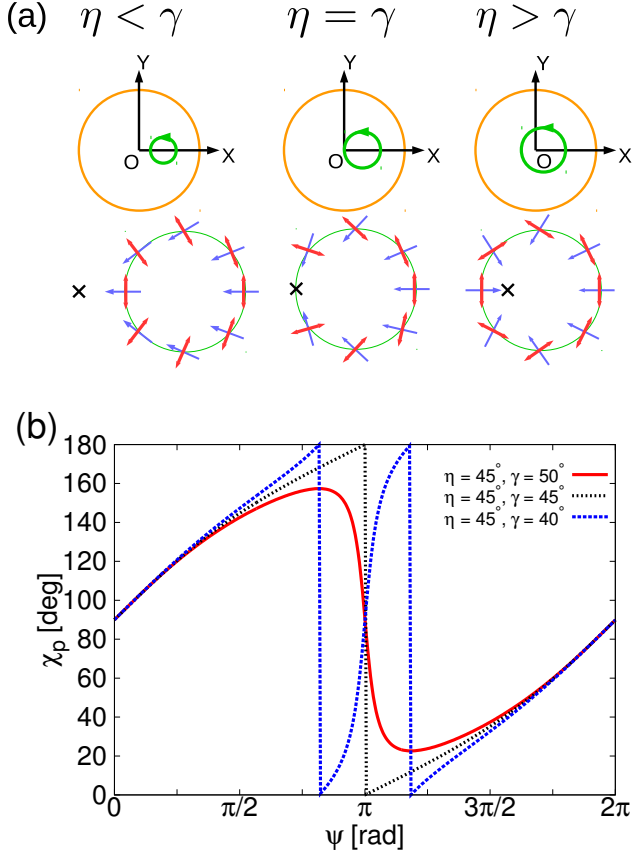 (a) η < γ η = γ η > γ
Y Y Y
O X O X O X
(b)
180
160
140
120
100
80
60
40
20
0
χp [deg]
η = 45°, γ = 50°
η = 45°, γ = 45°
η = 45°, γ = 40°
0 π/2 π 3π/2 2π
ψ [rad]